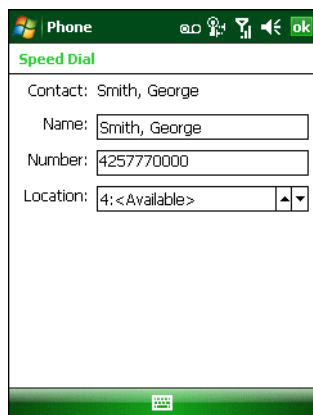 Phone ok
Speed Dial
Contact: Smith, George
Name: Smith, George
Number: 4257770000
Location: 4:<Available>